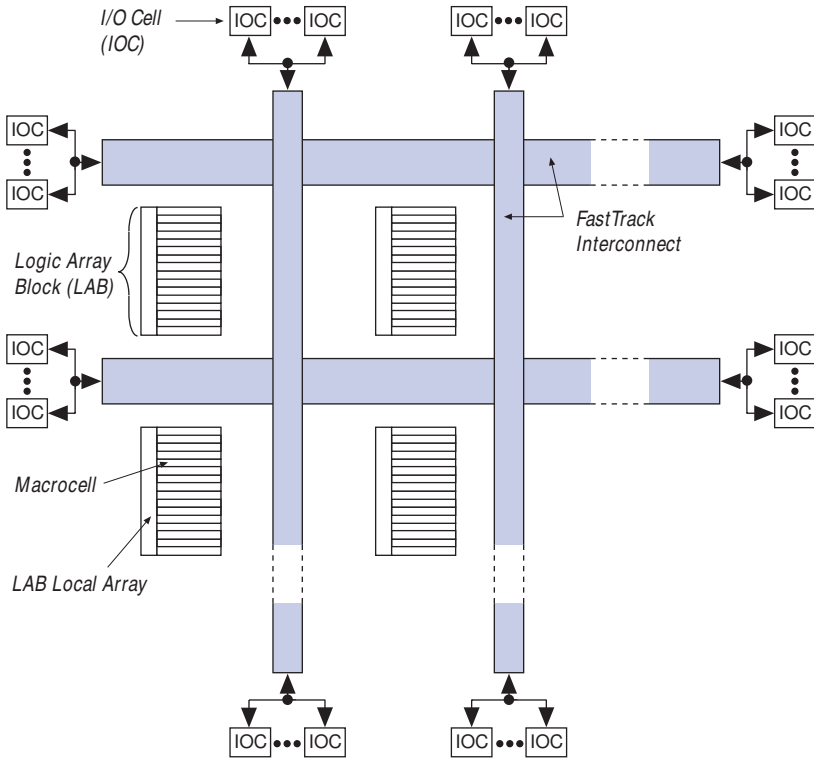 I/O Cell
(IOC)
IOC IOC IOC IOC
IOC IOC
IOC IOC
FastTrack
Interconnect
Logic Array
Block (LAB)
IOC IOC
IOC IOC
Macrocell
LAB Local Array
IOC IOC IOC IOC